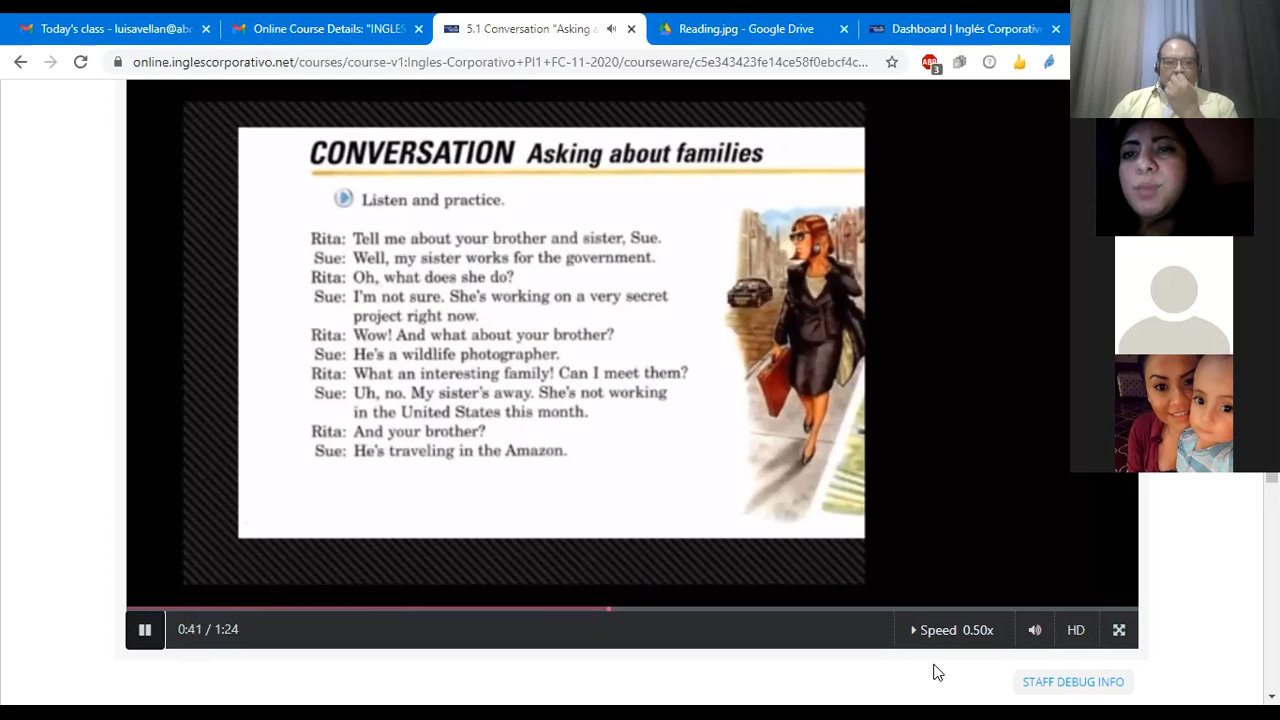 Today's class - luisavellan@abc
Online Course Details: "INGLES
5.1 Conversation "Asking a
Reading.jpg - Google Drive
Dashboard | Inglés Corporativo
online.inglescorporativo.net/courses/course-v1:Ingles-Corporativo+PI1+FC-11-2020/courseware/c5e343423fe14ce58f0ebcf4c...
ABP
3
CONVERSATION Asking about families
Listen and practice.
Rita: Tell me about your brother and sister, Sue.
Sue: Well, my sister works for the government.
Rita: Oh, what does she do?
Sue: I'm not sure. She's working on a very secret
project right now.
Rita: Wow! And what about your brother?
Sue: He's a wildlife photographer.
Rita: What an interesting family! Can I meet them?
Sue: Uh, no. My sister's away. She's not working
in the United States this month.
Rita: And your brother?
Sue: He's traveling in the Amazon.
0:41 / 1:24
Speed 0.50x
HD
STAFF DEBUG INFO